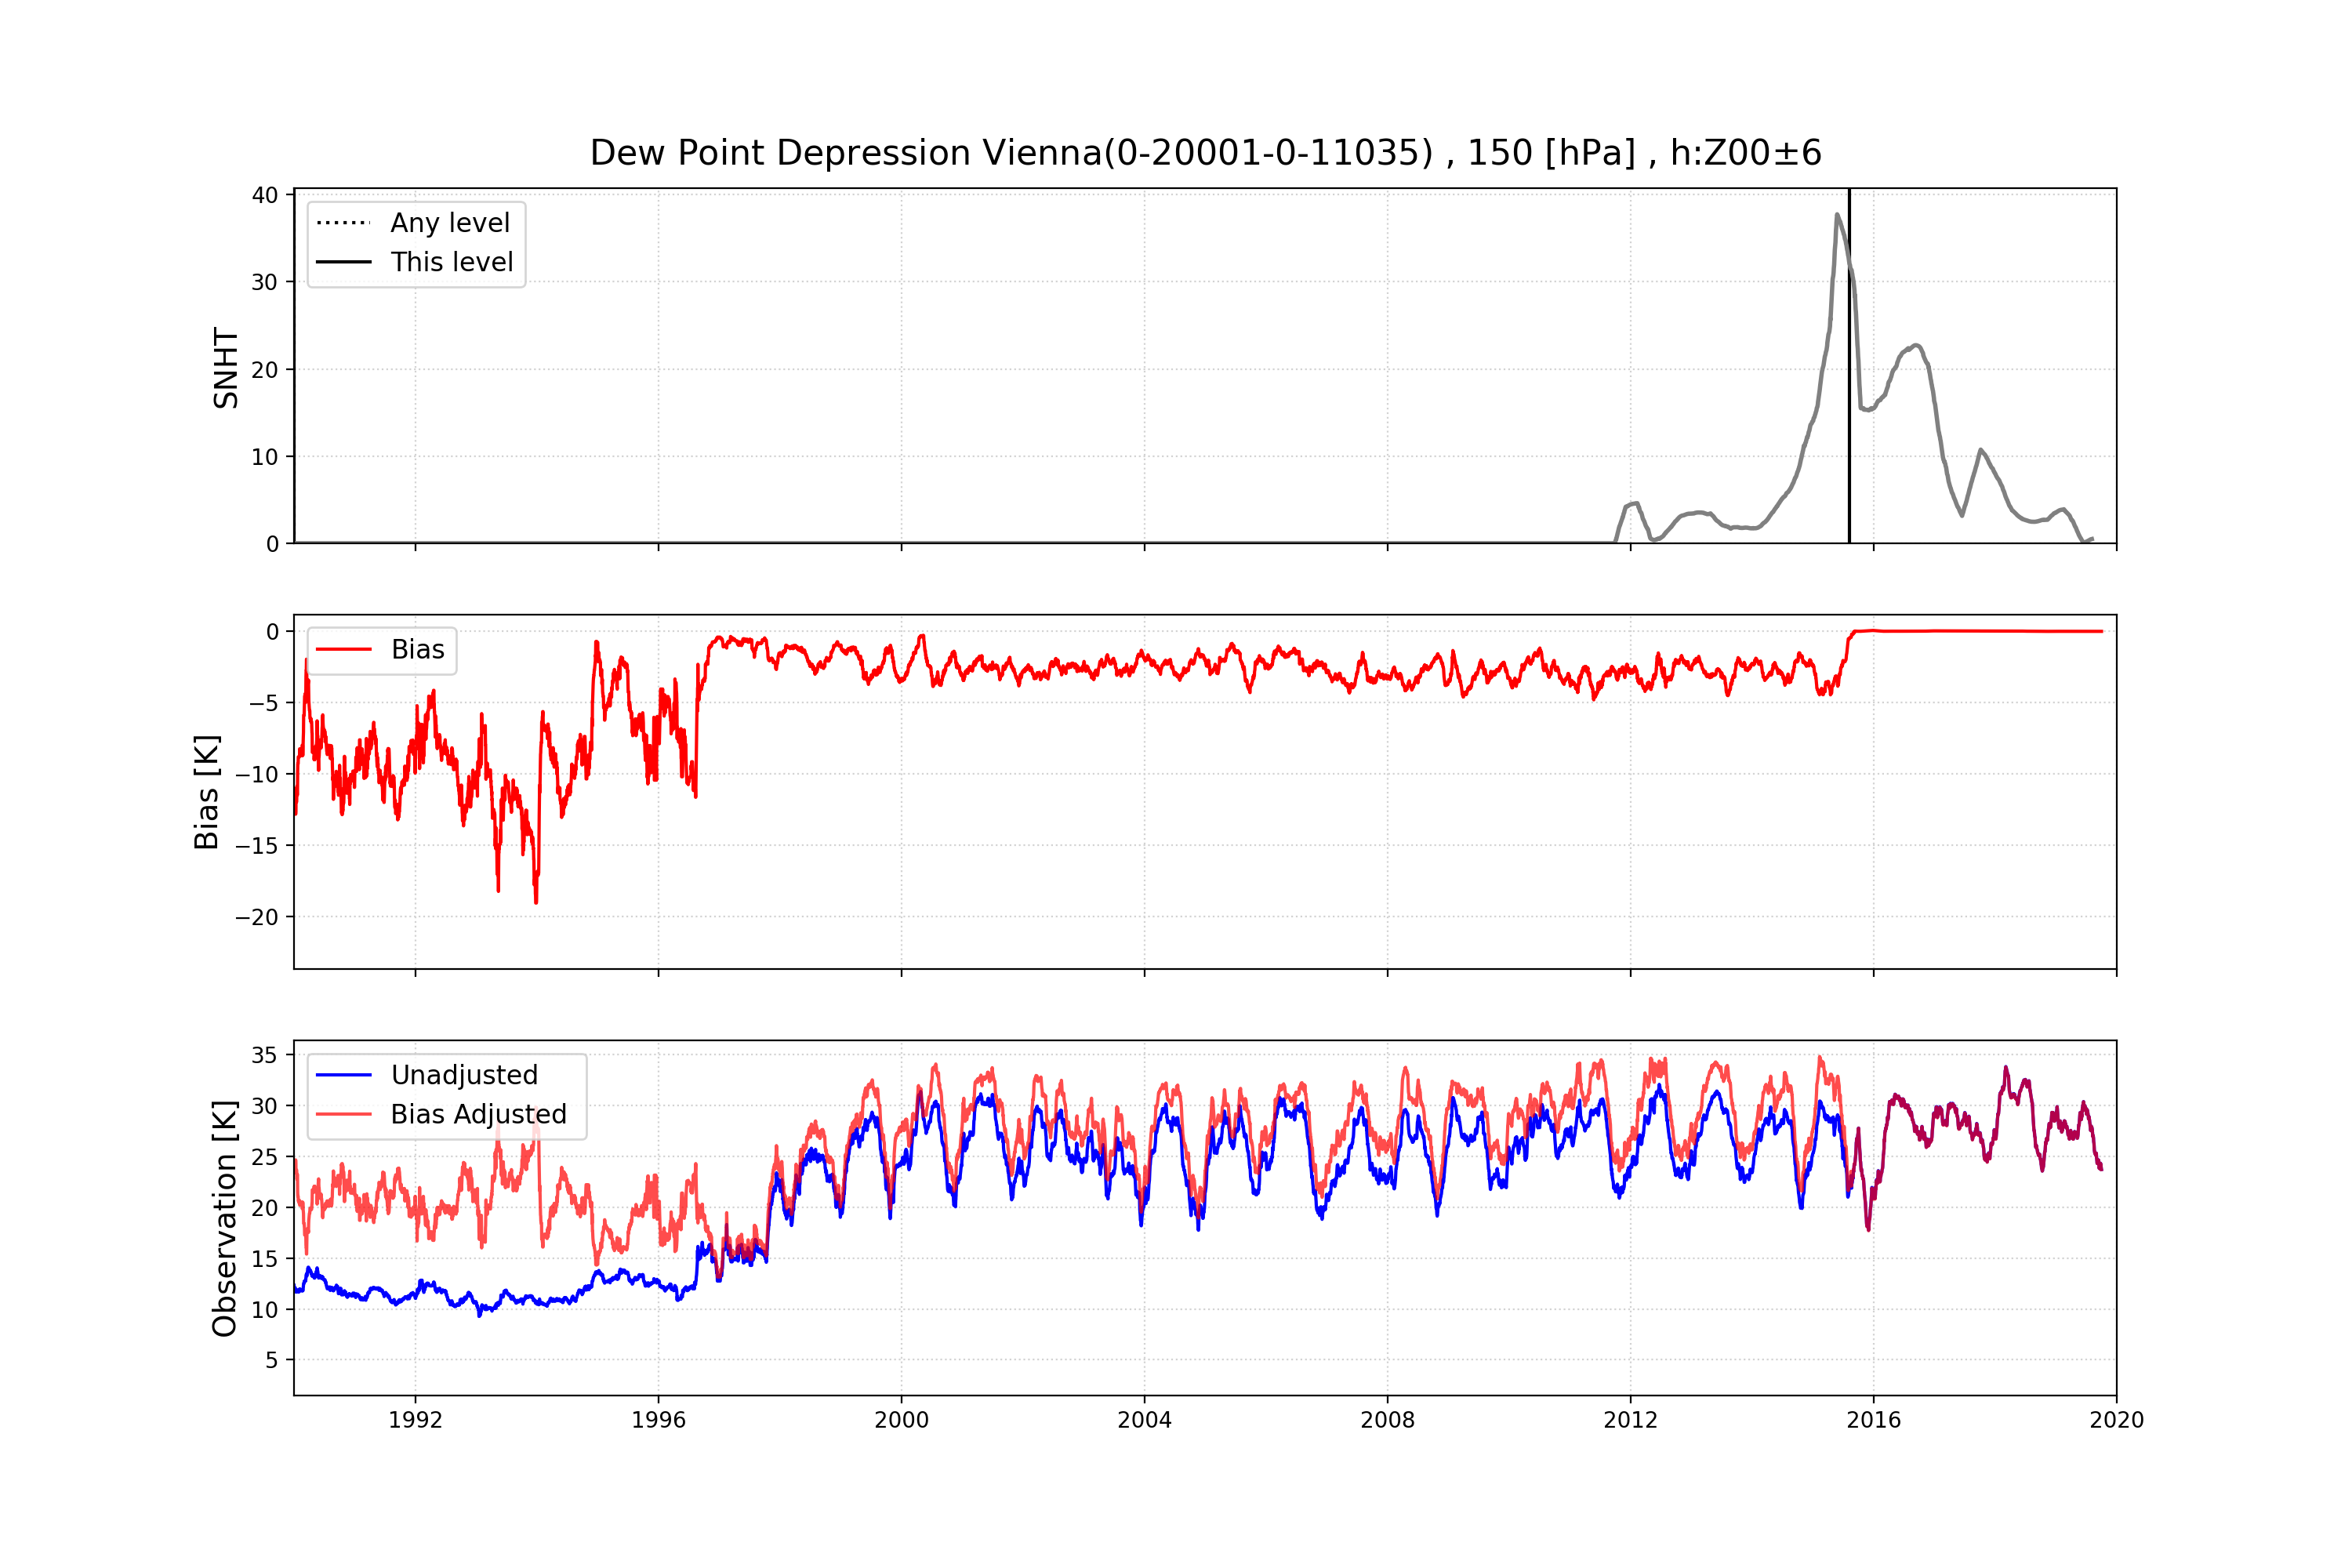 Dew Point Depression Vienna(0-20001-0-11035) , 150 [hPa] , h:Z00±6
SNHT
40
30
20
10
0
Any level
This level
Bias [K]
0
−5
−10
−15
−20
Bias
Observation [K]
35
30
25
20
15
10
5
Unadjusted
Bias Adjusted
1992 1996 2000 2004 2008 2012 2016 2020